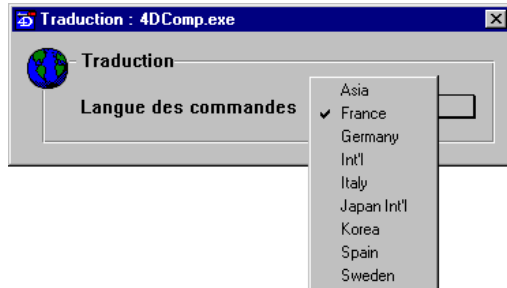 Traduction : 4DComp.exe
Traduction
Langue des commandes
Asia
France
Germany
Int'l
Italy
Japan Int'l
Korea
Spain
Sweden